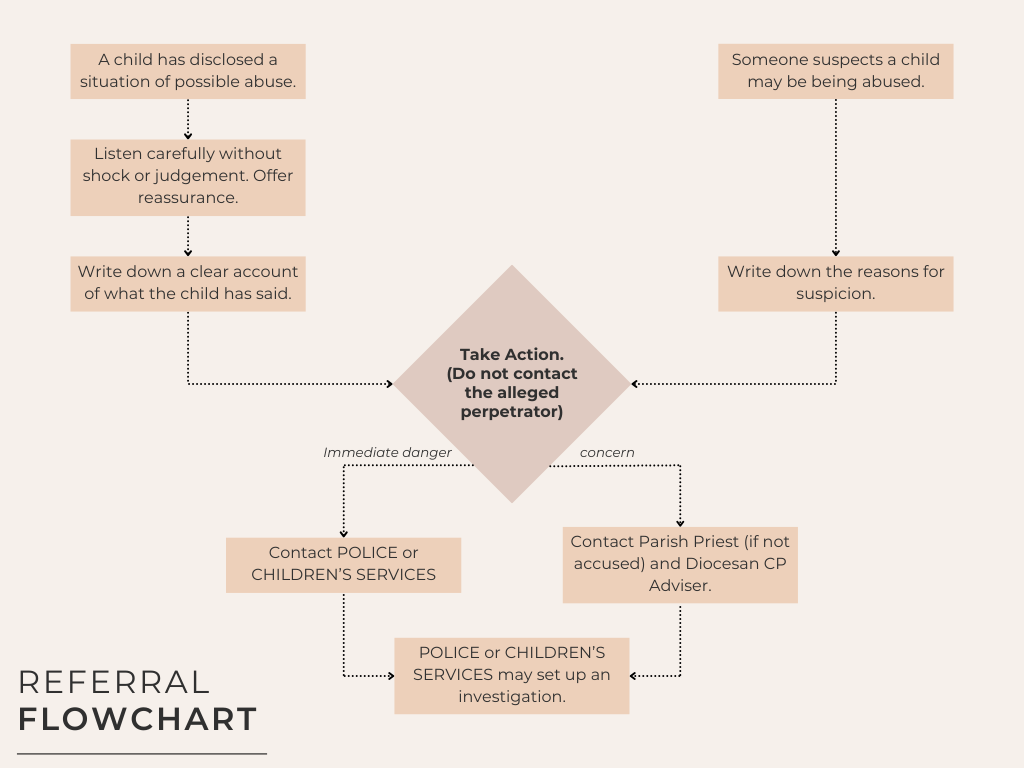 A child has disclosed a
situation of possible abuse.
Someone suspects a child
may be being abused.
Listen carefully without
shock or judgement. Offer
reassurance.
Write down a clear account
of what the child has said.
Write down the reasons for
suspicion.
Take Action.
(Do not contact
the alleged
perpetrator)
Immediate danger
concern
Contact POLICE or
CHILDREN'S SERVICES
Contact Parish Priest (if not
accused) and Diocesan CP
Adviser.
POLICE or CHILDREN'S
SERVICES may set up an
investigation.
REFERRAL
FLOWCHART